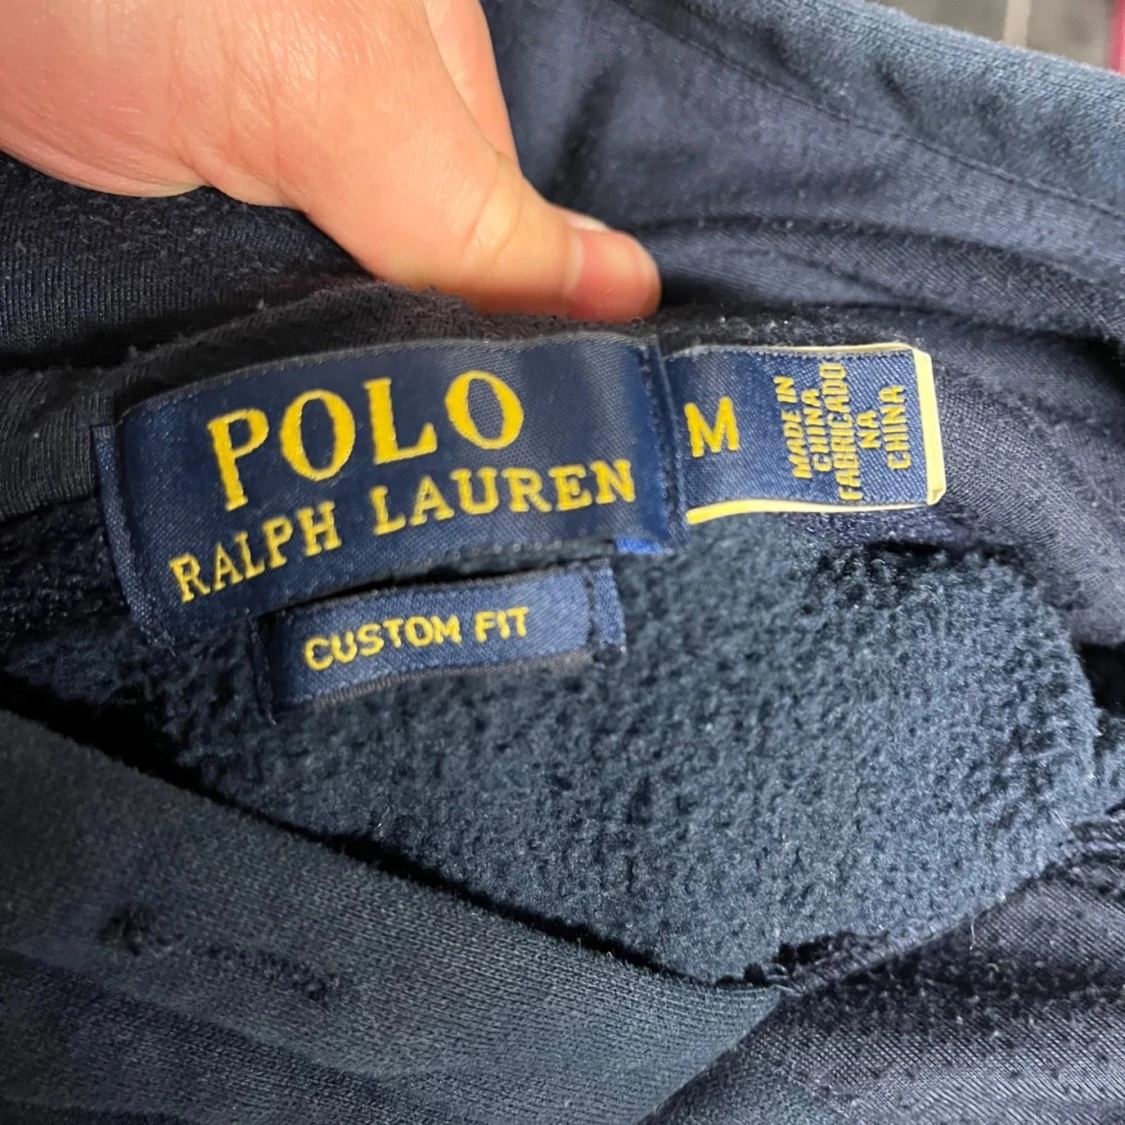 POLO
RALPH LAUREN
CUSTOM FIT
M
MADE IN
CHINA
FABRICADO
NA
CHINA